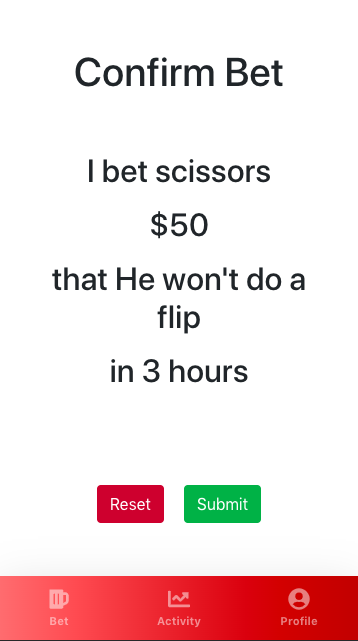 Confirm Bet
I bet scissors
$50
that He won't do a
flip
in 3 hours
Reset Submit
Bet Activity Profile